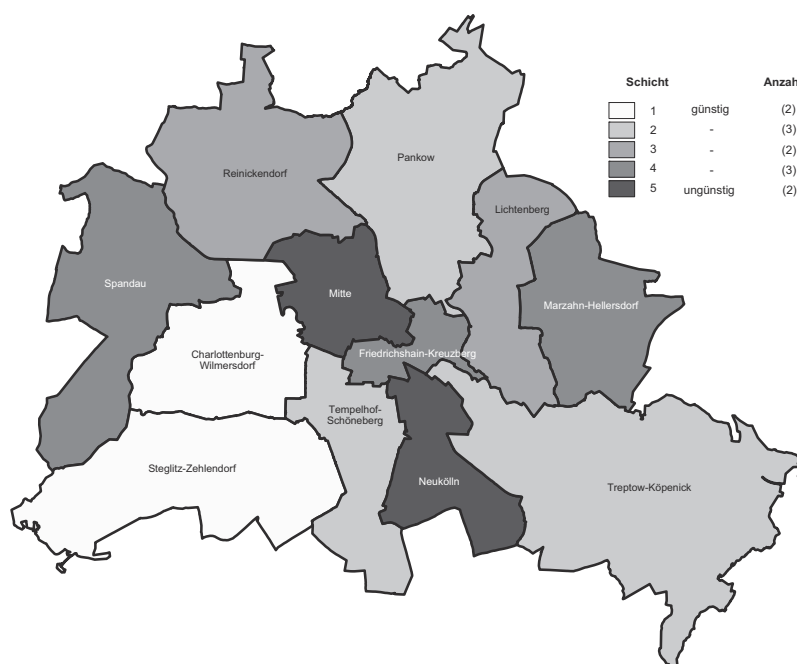 Schicht Anzah
1 günstig (2)
2 - (3)
3 - (2)
4 - (3)
5 ungünstig (2)
Pankow
Reinickendorf
Lichtenberg
Spandau
Mitte
Marzahn-Hellersdorf
Charlottenburg-
Wilmersdorf
Friedrichshain-Kreuzberg
Tempelhof-
Schöneberg
Steglitz-Zehlendorf
Neukölln
Treptow-Köpenick